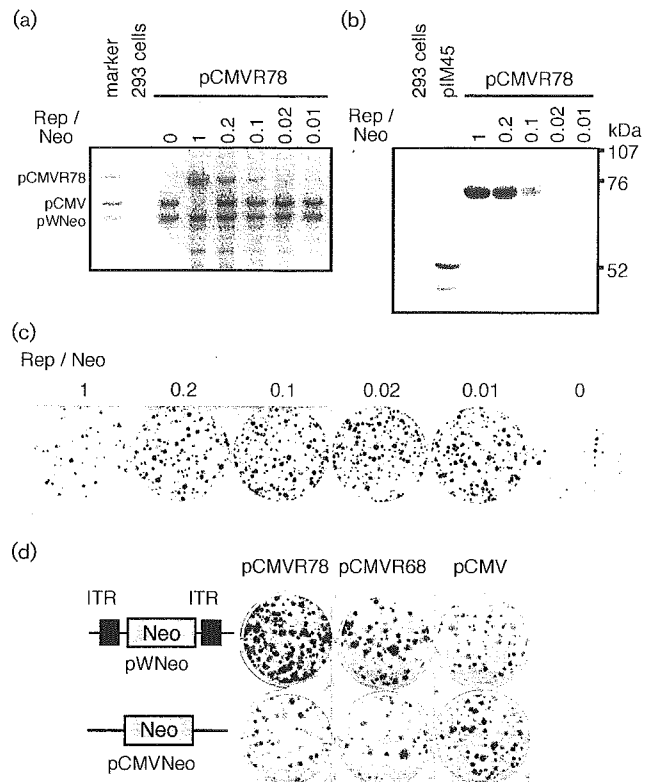 (a)
marker
293 cells
pCMVR78
Rep /
Neo
0
1
0.2
0.1
0.02
0.01
pCMVR78
pCMV
pWNeo
(b)
293 cells
pIM45
pCMVR78
Rep /
Neo
1
0.2
0.1
0.02
0.01
kDa
107
76
52
(c)
Rep / Neo
1
0.2
0.1
0.02
0.01
0
(d)
pCMVR78
pCMVR68
pCMV
ITR
ITR
Neo
pWNeo
Neo
pCMVNeo